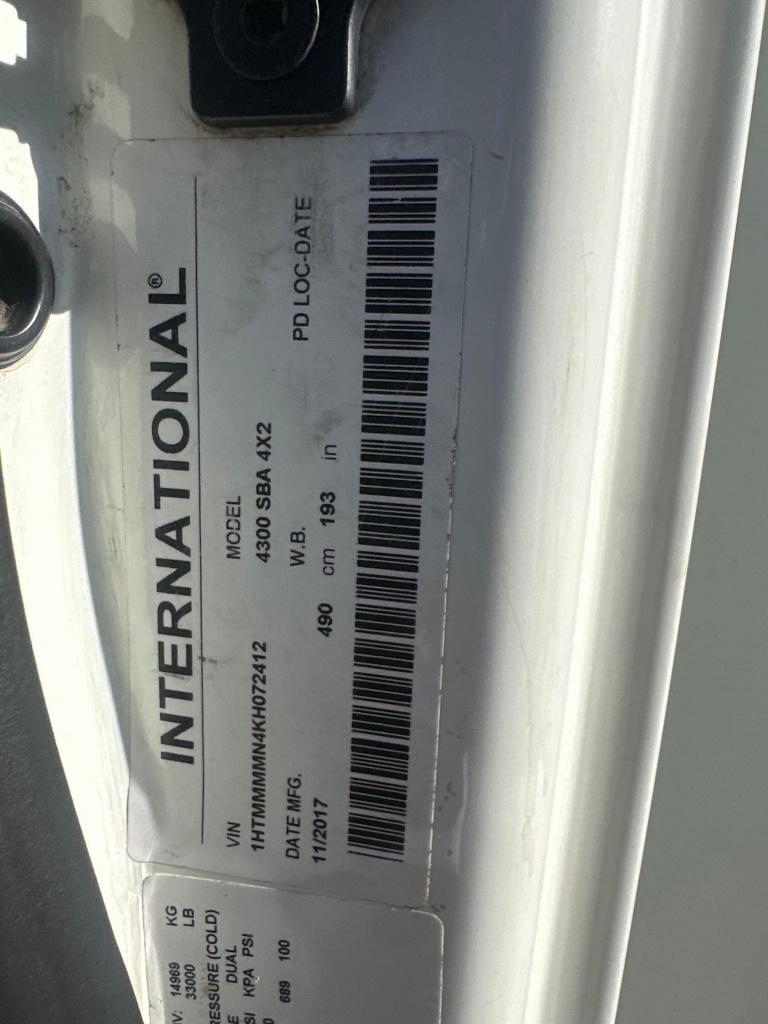 INTERNATIONAL®
VIN MODEL
1HTMMMMN4KH072412 4300 SBA 4X2
DATE MFG. W.B. PD LOC-DATE
11/2017 490 cm 193 in
14969 KG
33000 LB
RESSURE (COLD)
DUAL
SI KPA PSI
689 100